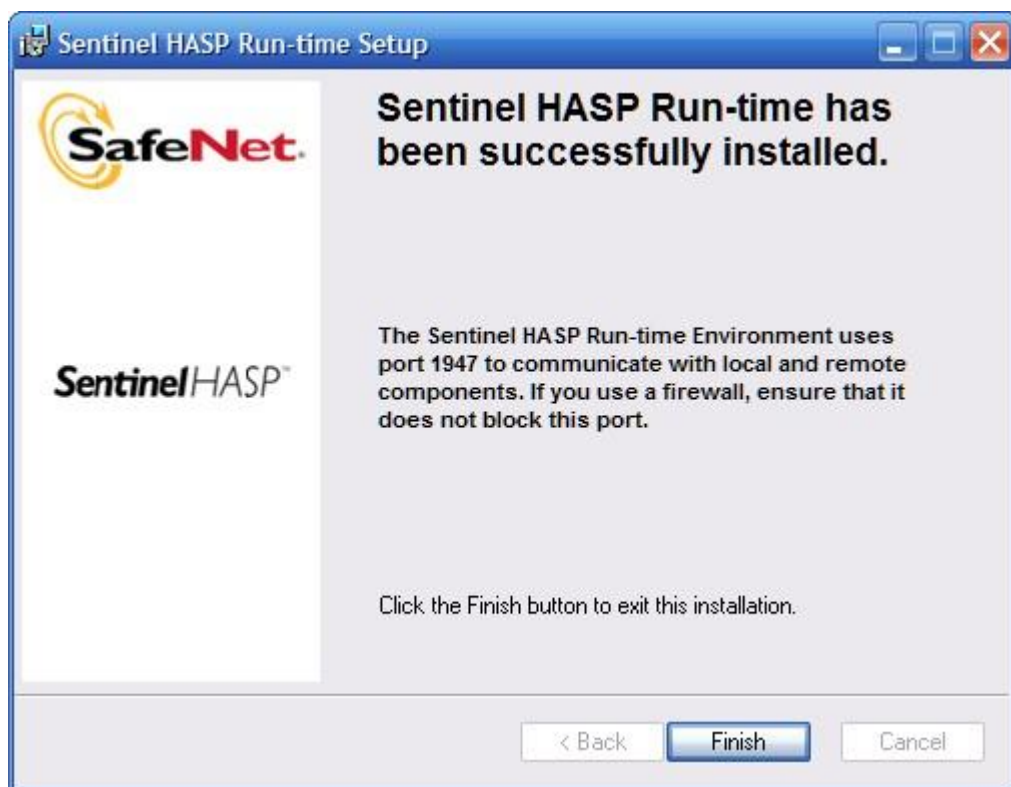 Sentinel HASP Run-time Setup
SafeNet.
Sentinel HASP Run-time has
been successfully installed.
The Sentinel HASP Run-time Environment uses
port 1947 to communicate with local and remote
components. If you use a firewall, ensure that it
does not block this port.
SentinelHASP™
Click the Finish button to exit this installation.
< Back
Finish
Cancel